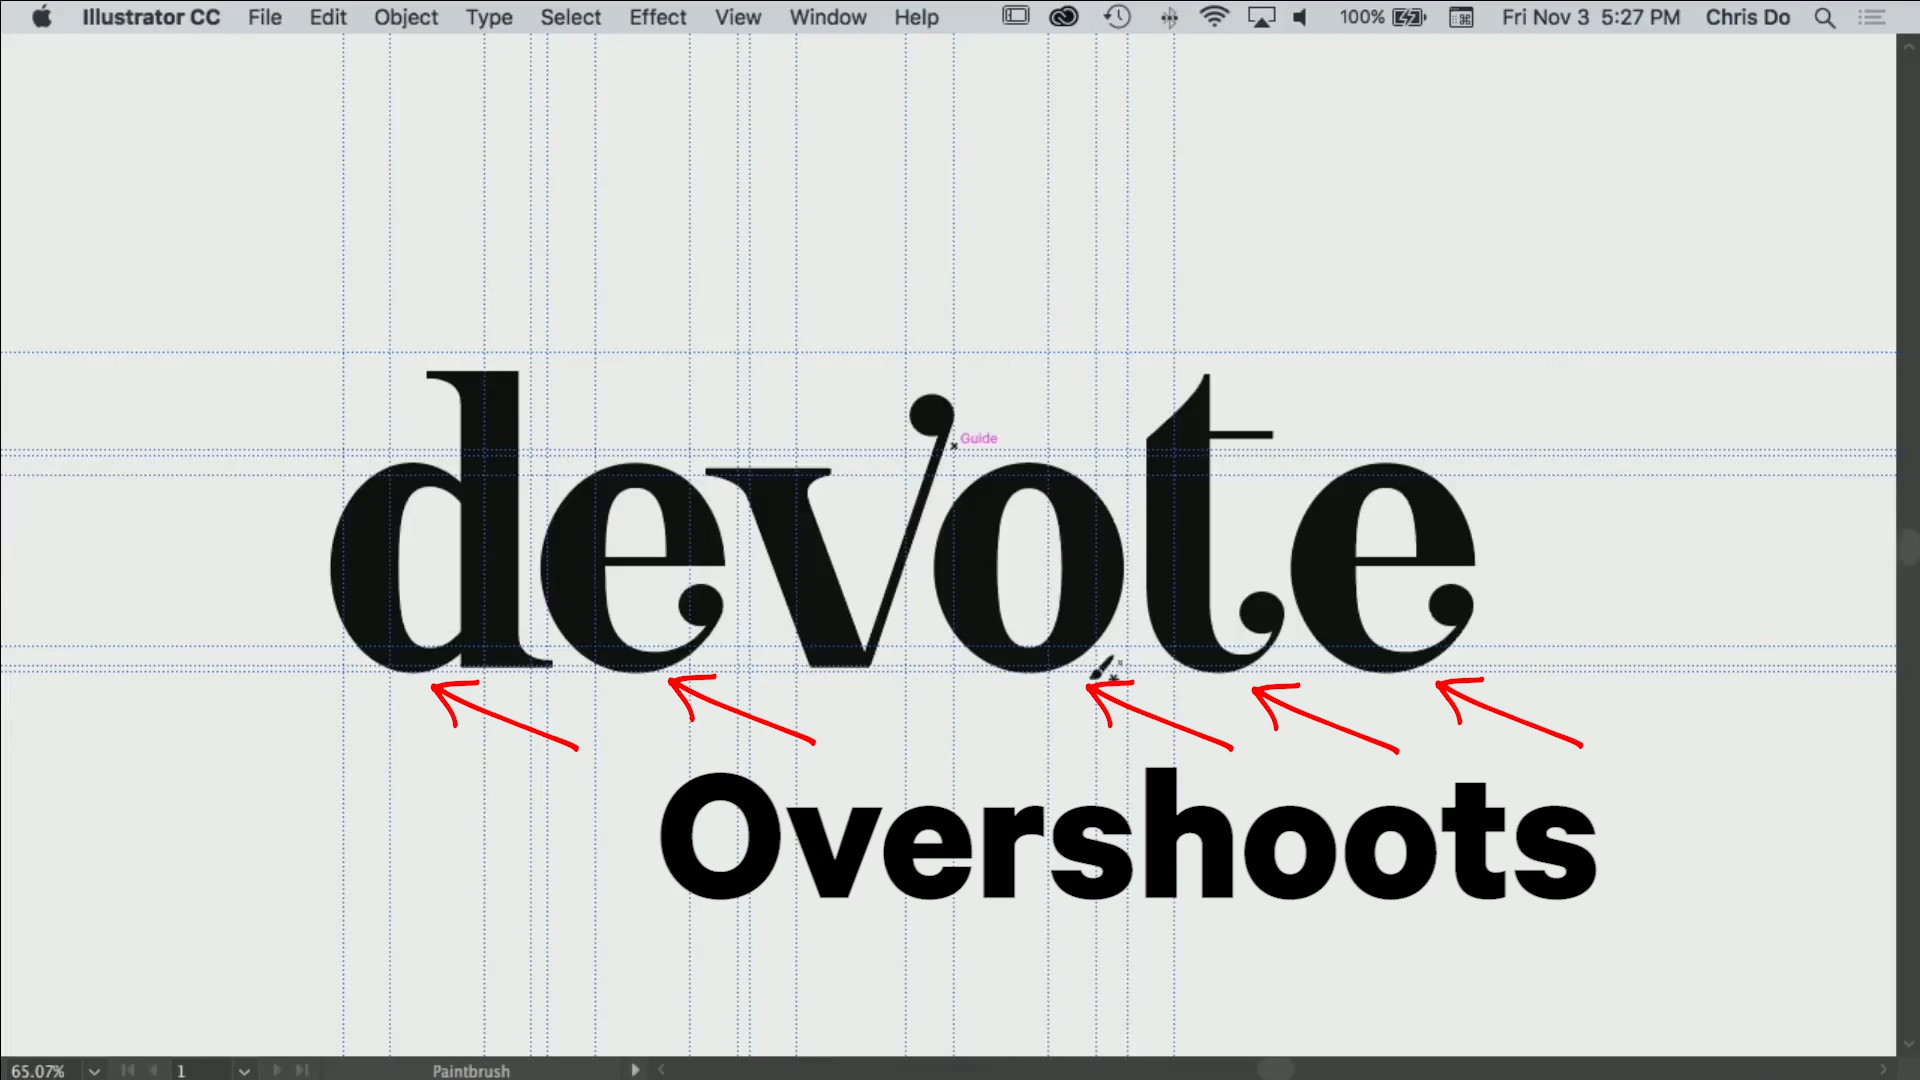 Illustrator CC File Edit Object Type Select Effect View Window Help 100% Fri Nov 3 5:27 PM Chris Do
devote
Guide
Overshoots
65.07% 1 Paintbrush